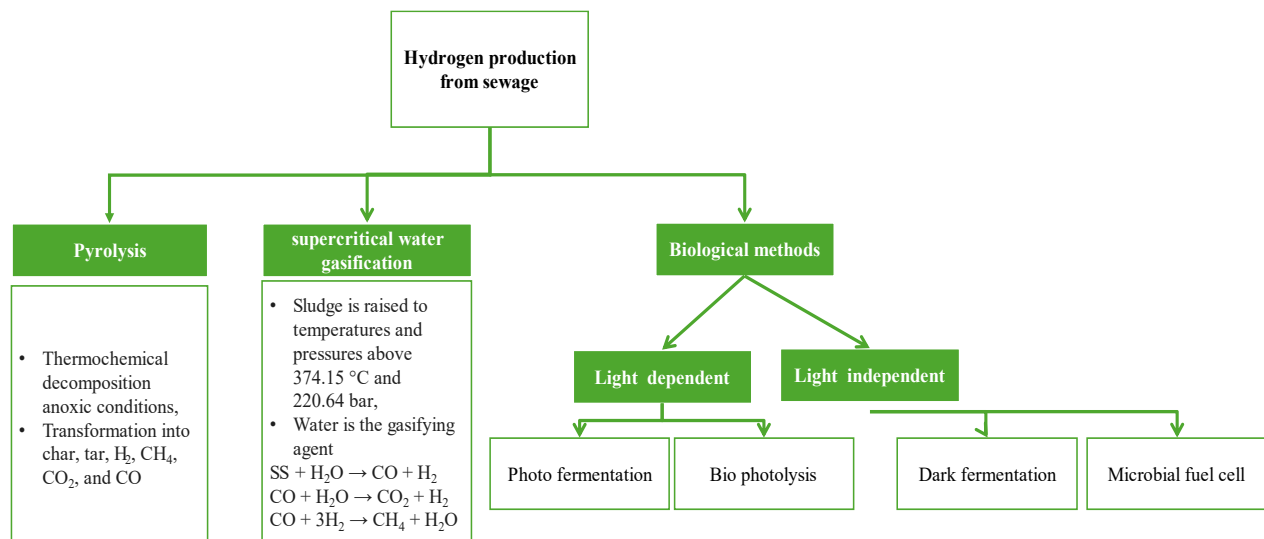 Hydrogen production
from sewage
Pyrolysis
• Thermochemical
decomposition
anoxic conditions,
• Transformation into
char, tar, H₂, CH₄,
CO₂, and CO
supercritical water
gasification
• Sludge is raised to
temperatures and
pressures above
374.15 °C and
220.64 bar,
• Water is the gasifying
agent
SS + H₂O → CO + H₂
CO + H₂O → CO₂ + H₂
CO + 3H₂ → CH₄ + H₂O
Biological methods
Light dependent
Light independent
Photo fermentation
Bio photolysis
Dark fermentation
Microbial fuel cell